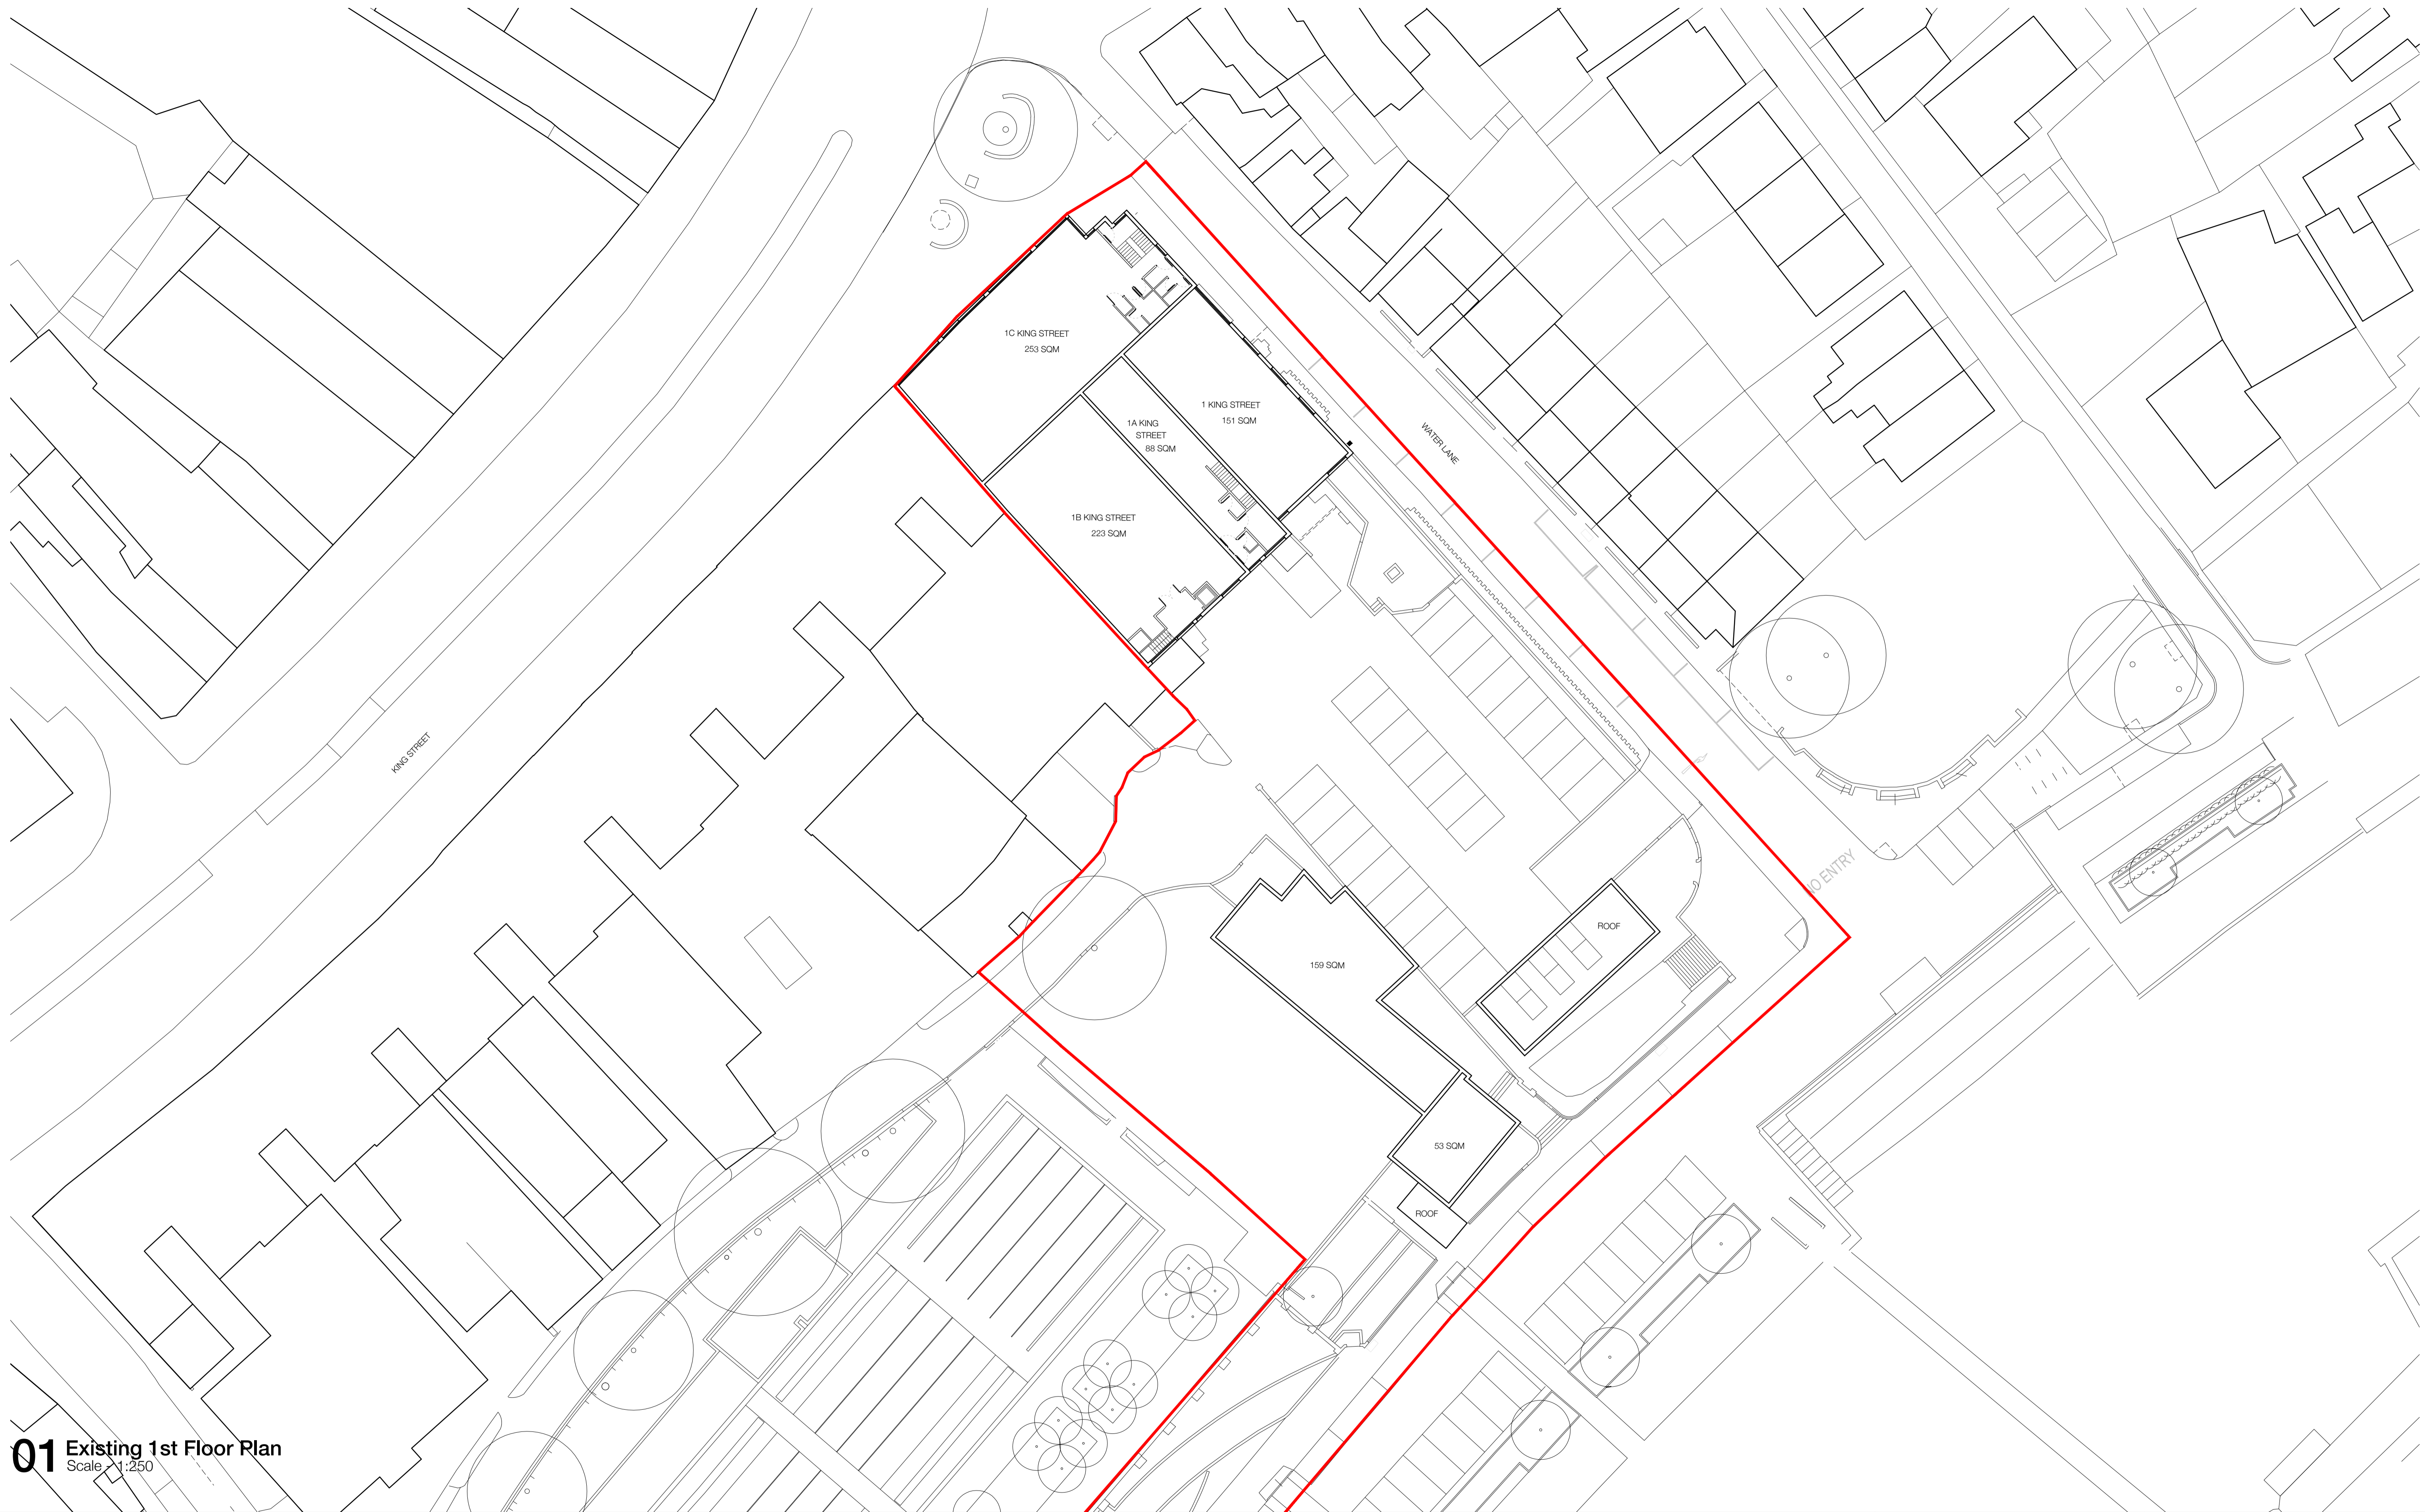 1C KING STREET
253 SQM
1 KING STREET
151 SQM
1A KING
STREET
88 SQM
1B KING STREET
223 SQM
WATER LANE
KING STREET
NO ENTRY
ROOF
159 SQM
53 SQM
ROOF
01 Existing 1st Floor Plan
Scale - 1:250